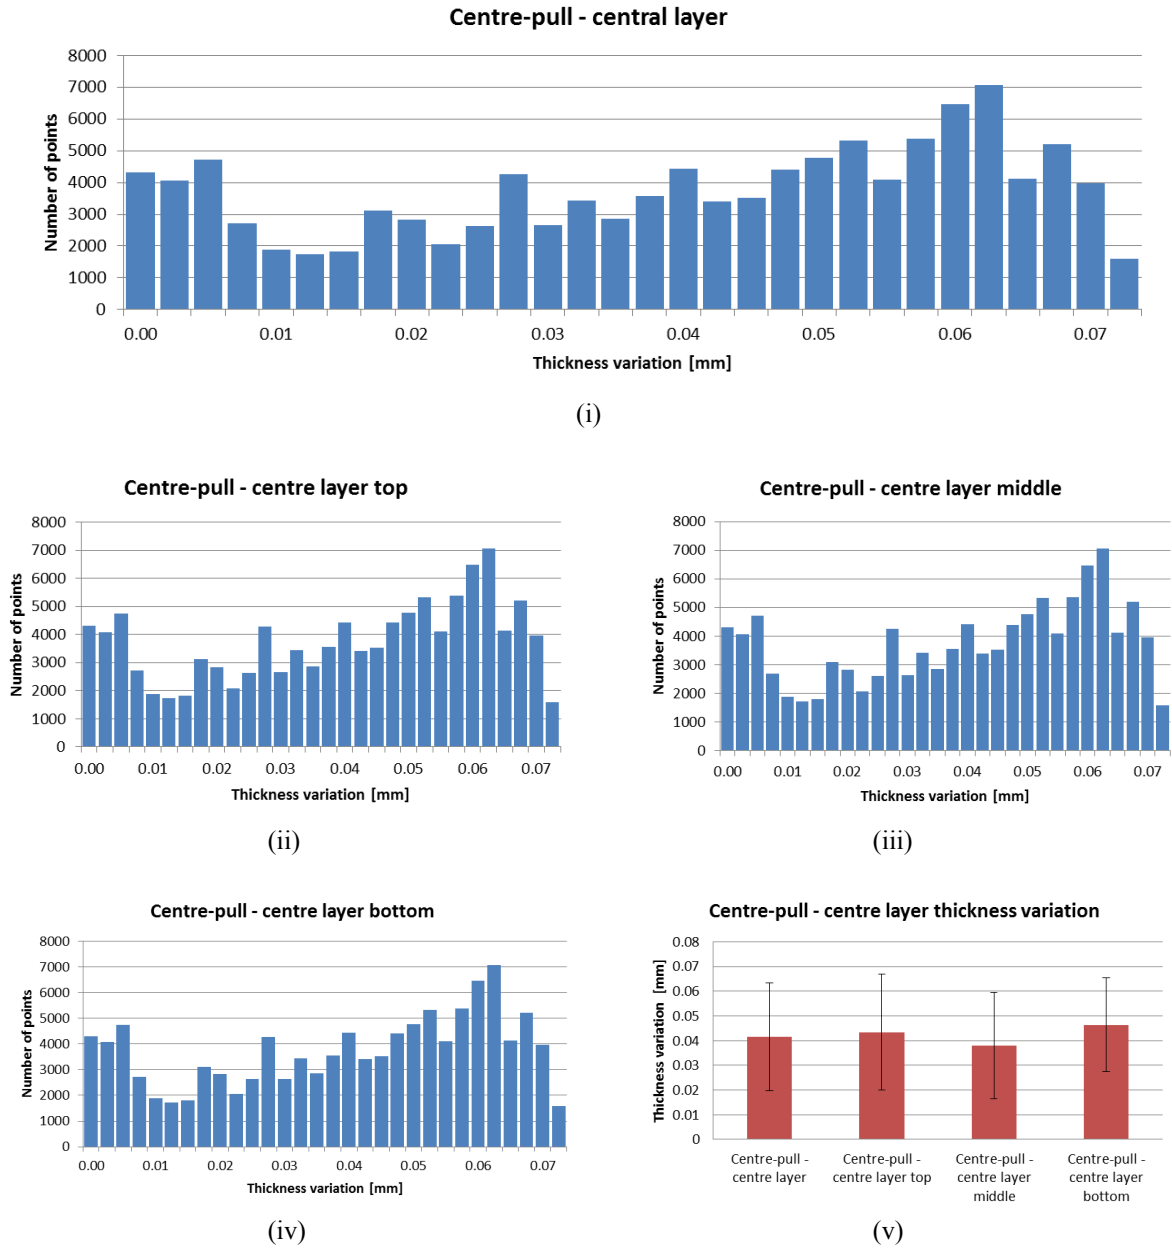 Centre-pull - central layer
Number of points
8000
7000
6000
5000
4000
3000
2000
1000
0
0.00 0.01 0.02 0.03 0.04 0.05 0.06 0.07
Thickness variation [mm]
(i)
Centre-pull - centre layer top
Number of points
8000
7000
6000
5000
4000
3000
2000
1000
0
0.00 0.01 0.02 0.03 0.04 0.05 0.06 0.07
Thickness variation [mm]
(ii)
Centre-pull - centre layer middle
Number of points
8000
7000
6000
5000
4000
3000
2000
1000
0
0.00 0.01 0.02 0.03 0.04 0.05 0.06 0.07
Thickness variation [mm]
(iii)
Centre-pull - centre layer bottom
Number of points
8000
7000
6000
5000
4000
3000
2000
1000
0
0.00 0.01 0.02 0.03 0.04 0.05 0.06 0.07
Thickness variation [mm]
(iv)
Centre-pull - centre layer thickness variation
Thickness variation [mm]
0.08
0.07
0.06
0.05
0.04
0.03
0.02
0.01
0
Centre-pull -
centre layer
Centre-pull -
centre layer top
Centre-pull -
centre layer
middle
Centre-pull -
centre layer
bottom
(v)